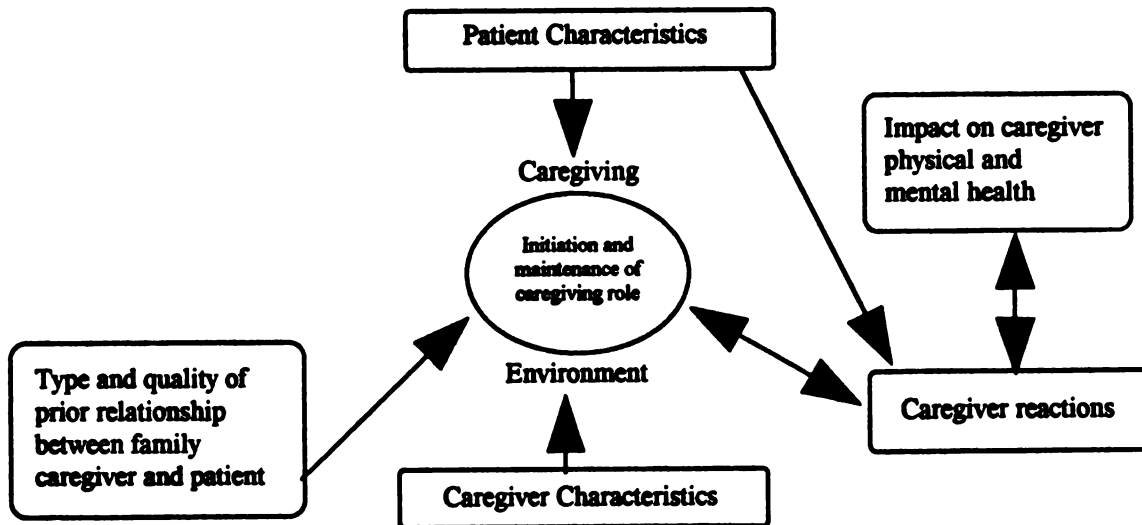 Patient Characteristics
Impact on caregiver
physical and
mental health
Caregiving
Initiation and
maintenance of
caregiving role
Environment
Type and quality of
prior relationship
between family
caregiver and patient
Caregiver reactions
Caregiver Characteristics